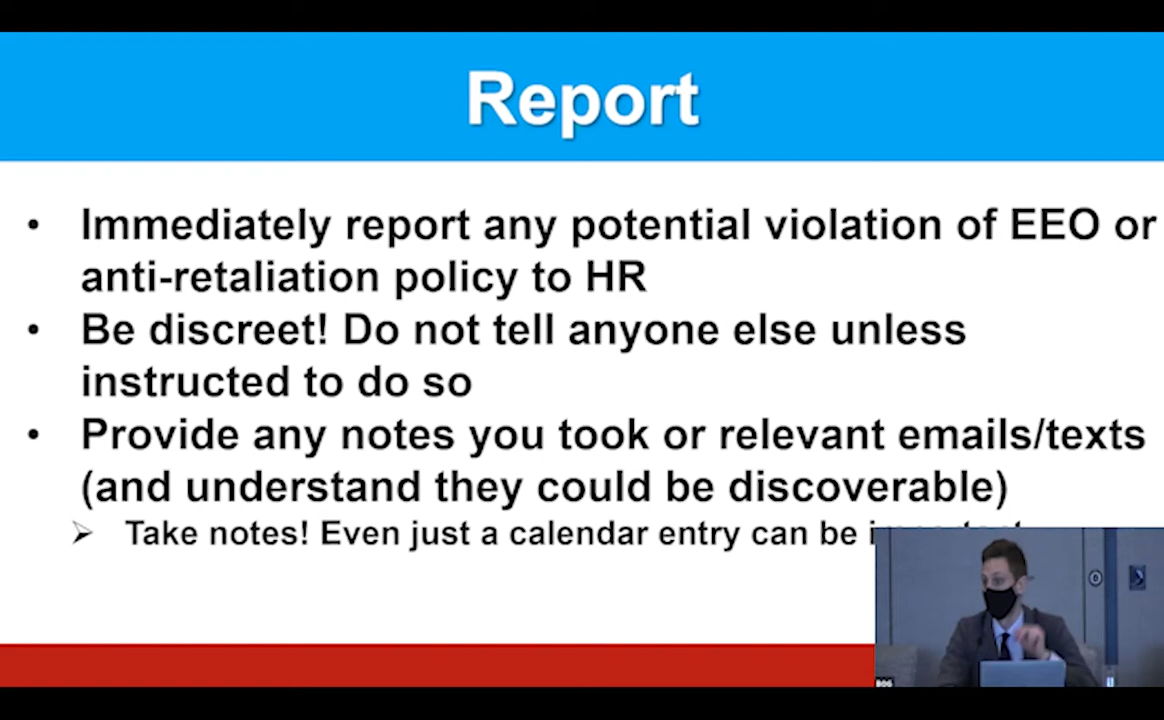 Report
• Immediately report any potential violation of EEO or
anti-retaliation policy to HR
• Be discreet! Do not tell anyone else unless
instructed to do so
• Provide any notes you took or relevant emails/texts
(and understand they could be discoverable)
➢ Take notes! Even just a calendar entry can be